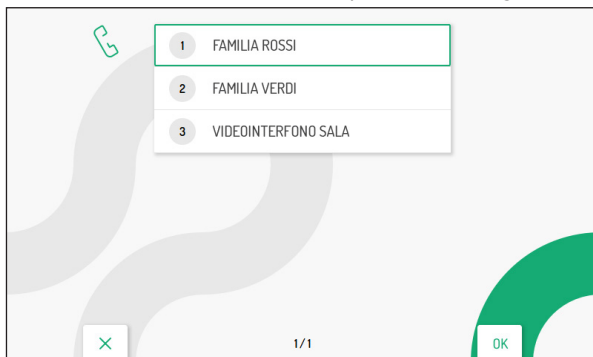 1 FAMILIA ROSSI
2 FAMILIA VERDI
3 VIDEOINTERFONO SALA
1/1
OK